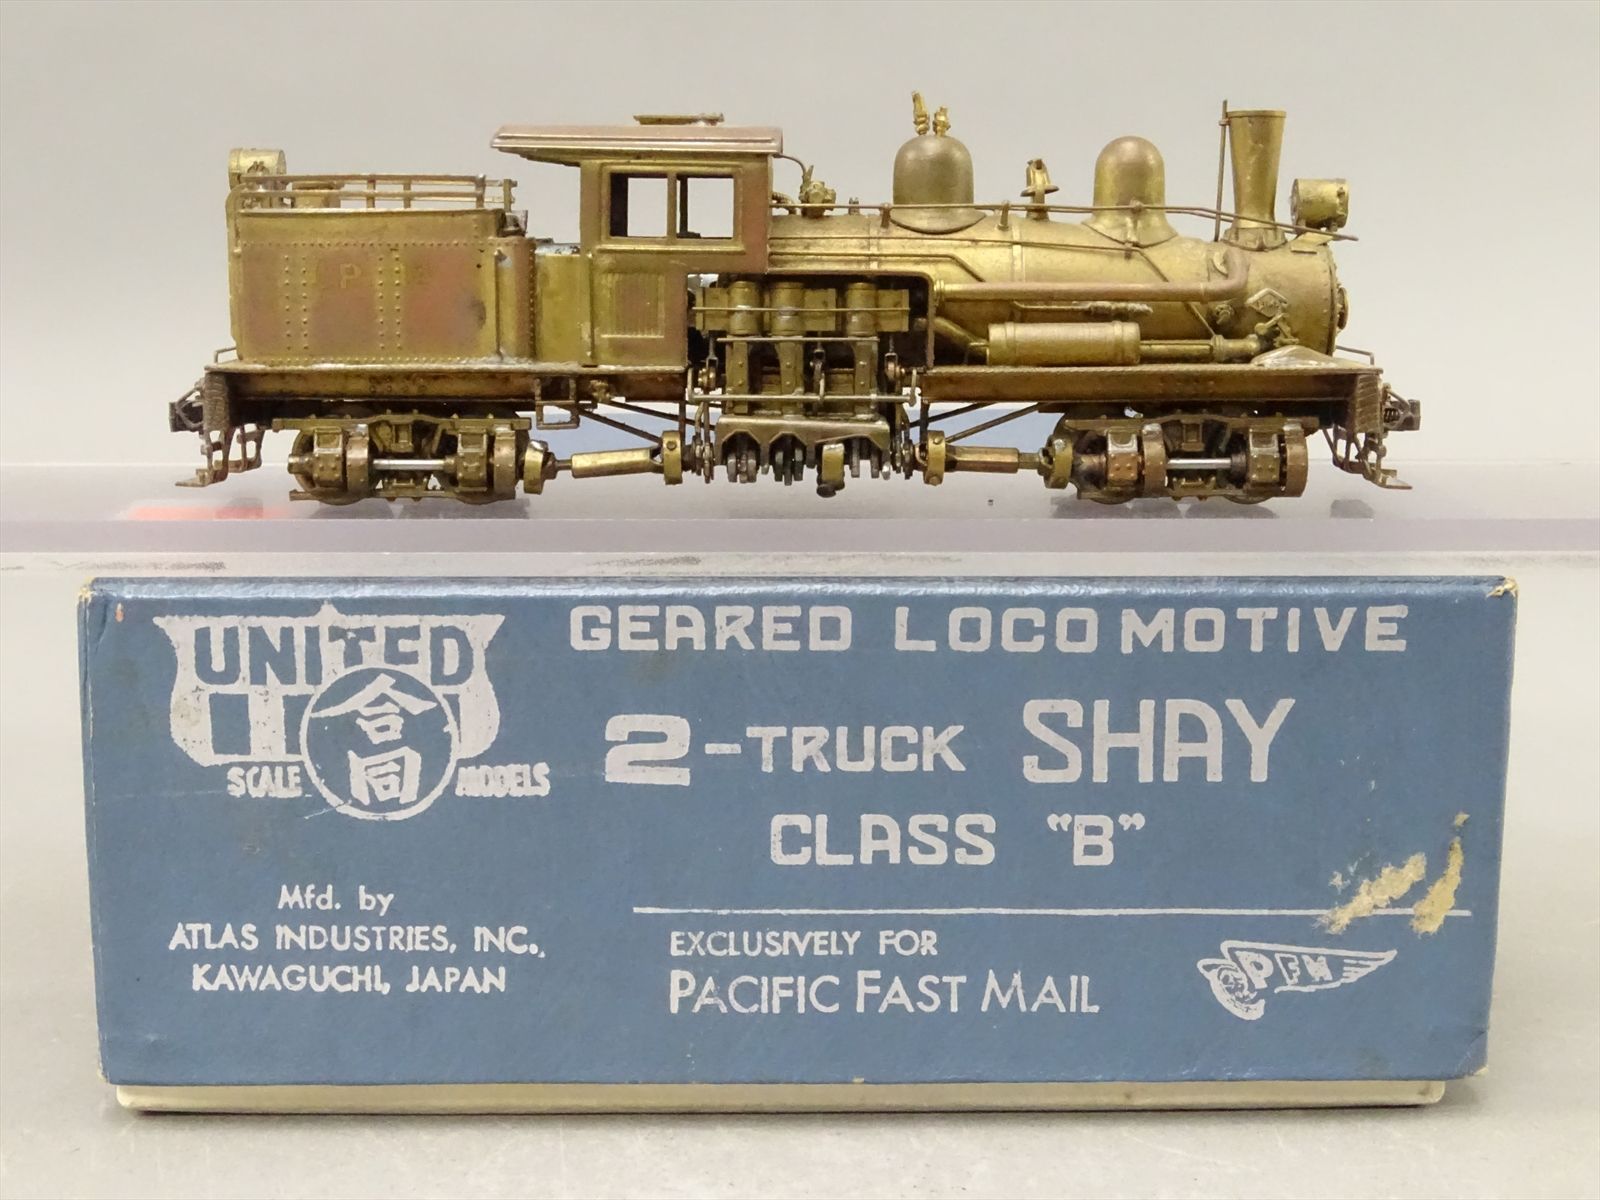 UNITED
合同
SCALE MODELS
GEARED LOCOMOTIVE
2-TRUCK SHAY
CLASS "B"
Mfd. by
ATLAS INDUSTRIES, INC.,
KAWAGUCHI, JAPAN
EXCLUSIVELY FOR
PACIFIC FAST MAIL
PFM